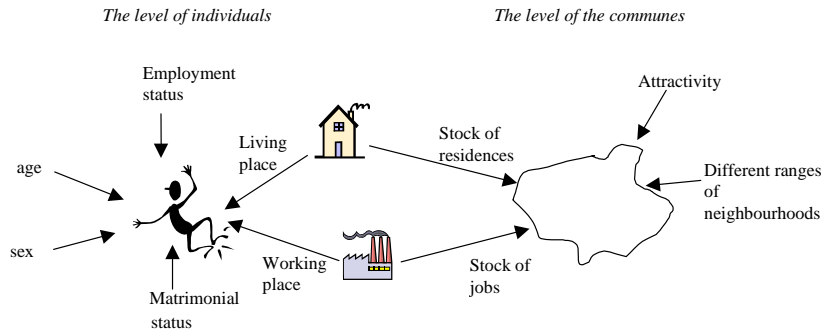 The level of individuals
The level of the communes
Employment
status
Attractivity
Living
place
Stock of
residences
age
Different ranges
of
neighbourhoods
sex
Working
place
Stock of
jobs
Matrimonial
status